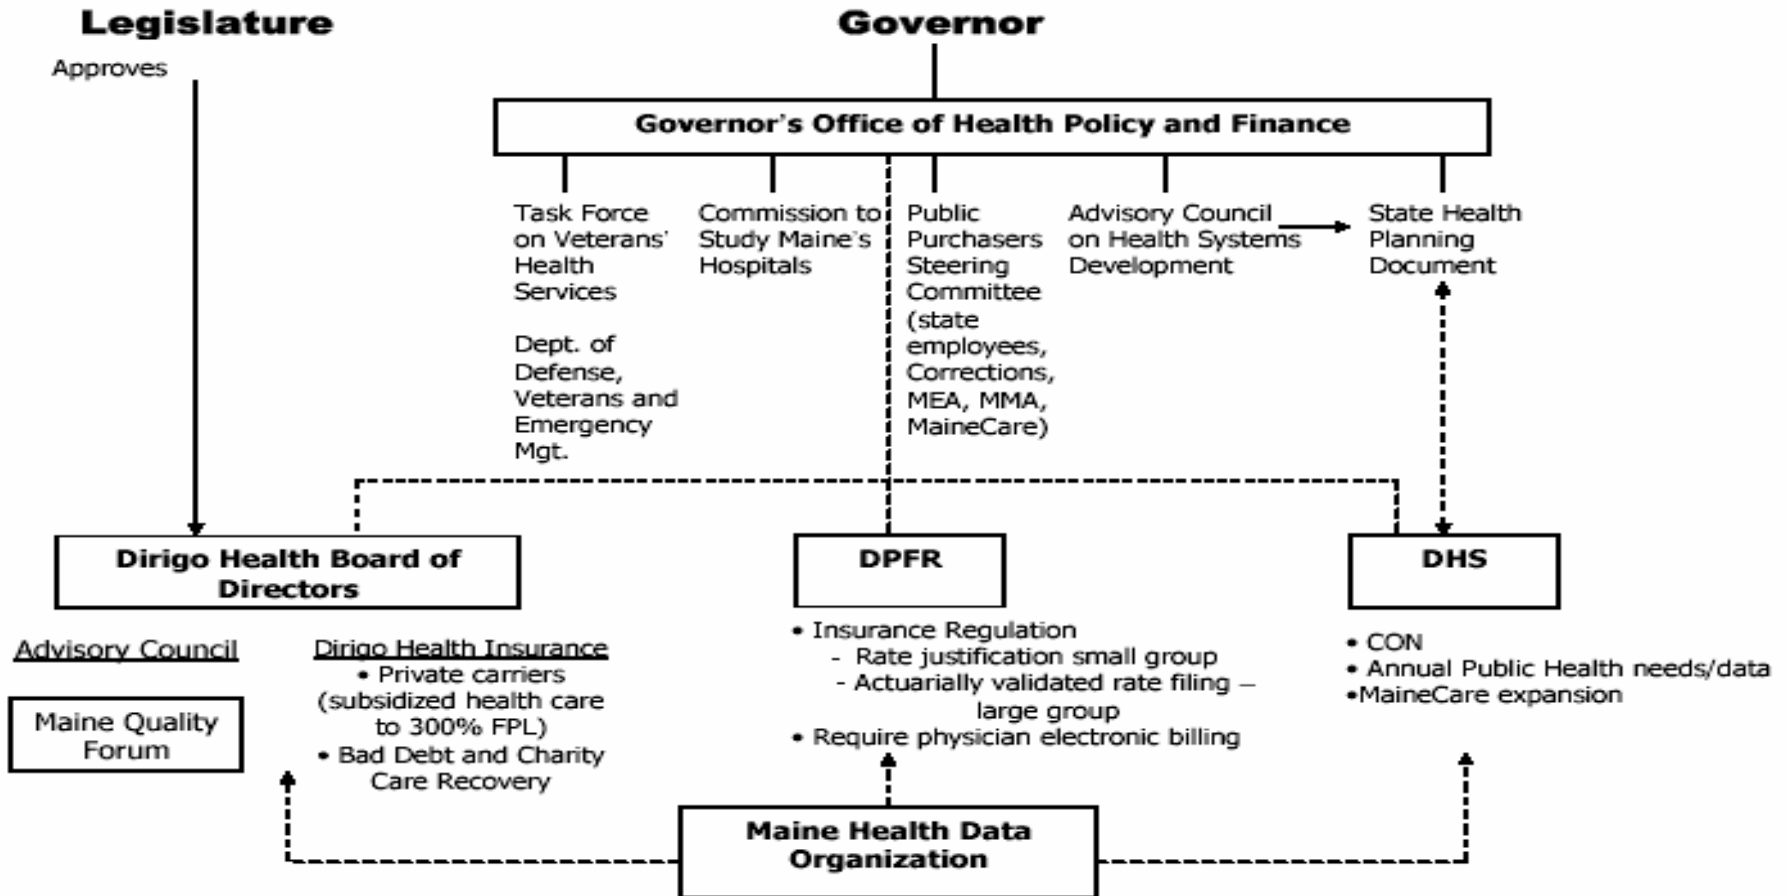 Legislature
Approves
Governor
Governor's Office of Health Policy and Finance
Task Force
on Veterans'
Health
Services
Dept. of
Defense,
Veterans and
Emergency
Mgt.
Commission to
Study Maine's
Hospitals
Public
Purchasers
Steering
Committee
(state
employees,
Corrections,
MEA, MMA,
MaineCare)
Advisory Council
on Health Systems
Development
State Health
Planning
Document
Dirigo Health Board of
Directors
Advisory Council
Maine Quality
Forum
Dirigo Health Insurance
• Private carriers
(subsidized health care
to 300% FPL)
• Bad Debt and Charity
Care Recovery
DPFR
• Insurance Regulation
- Rate justification small group
- Actuarially validated rate filing –
large group
• Require physician electronic billing
DHS
• CON
• Annual Public Health needs/data
•MaineCare expansion
Maine Health Data
Organization